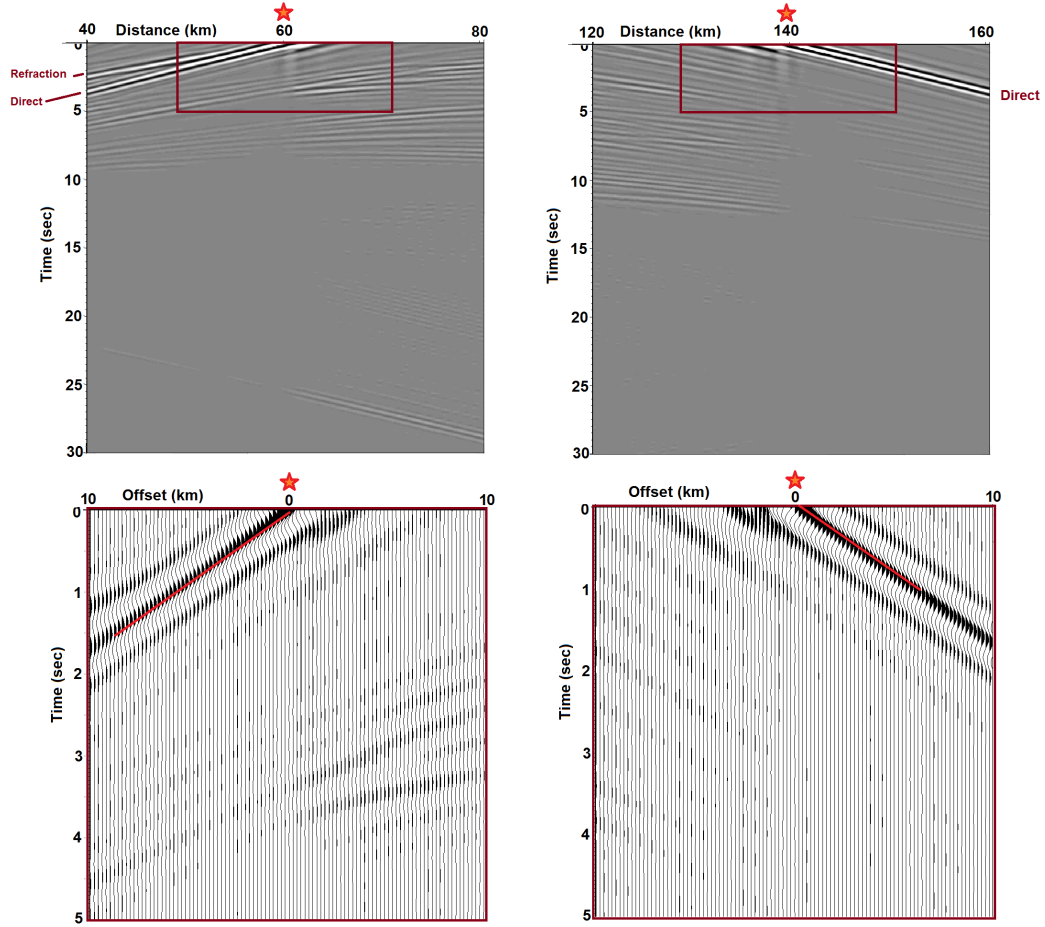 40 Distance (km) 60 80
0
Refraction
Direct
5
10
15
20
25
30
Time (sec)
120 Distance (km) 140 160
0
5
Direct
10
15
20
25
30
Time (sec)
10 Offset (km) 0 10
0
1
2
3
4
5
Time (sec)
Offset (km) 0 10
0
1
2
3
4
5
Time (sec)